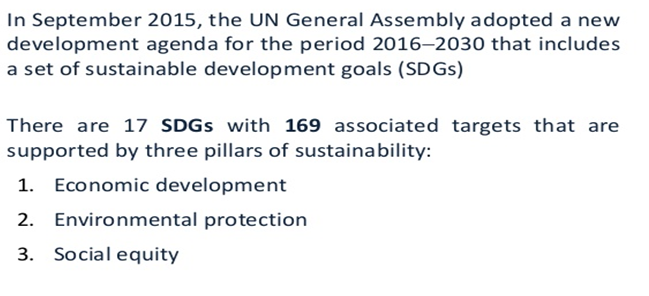 In September 2015, the UN General Assembly adopted a new
development agenda for the period 2016–2030 that includes
a set of sustainable development goals (SDGs)
There are 17 SDGs with 169 associated targets that are
supported by three pillars of sustainability:
1. Economic development
2. Environmental protection
3. Social equity